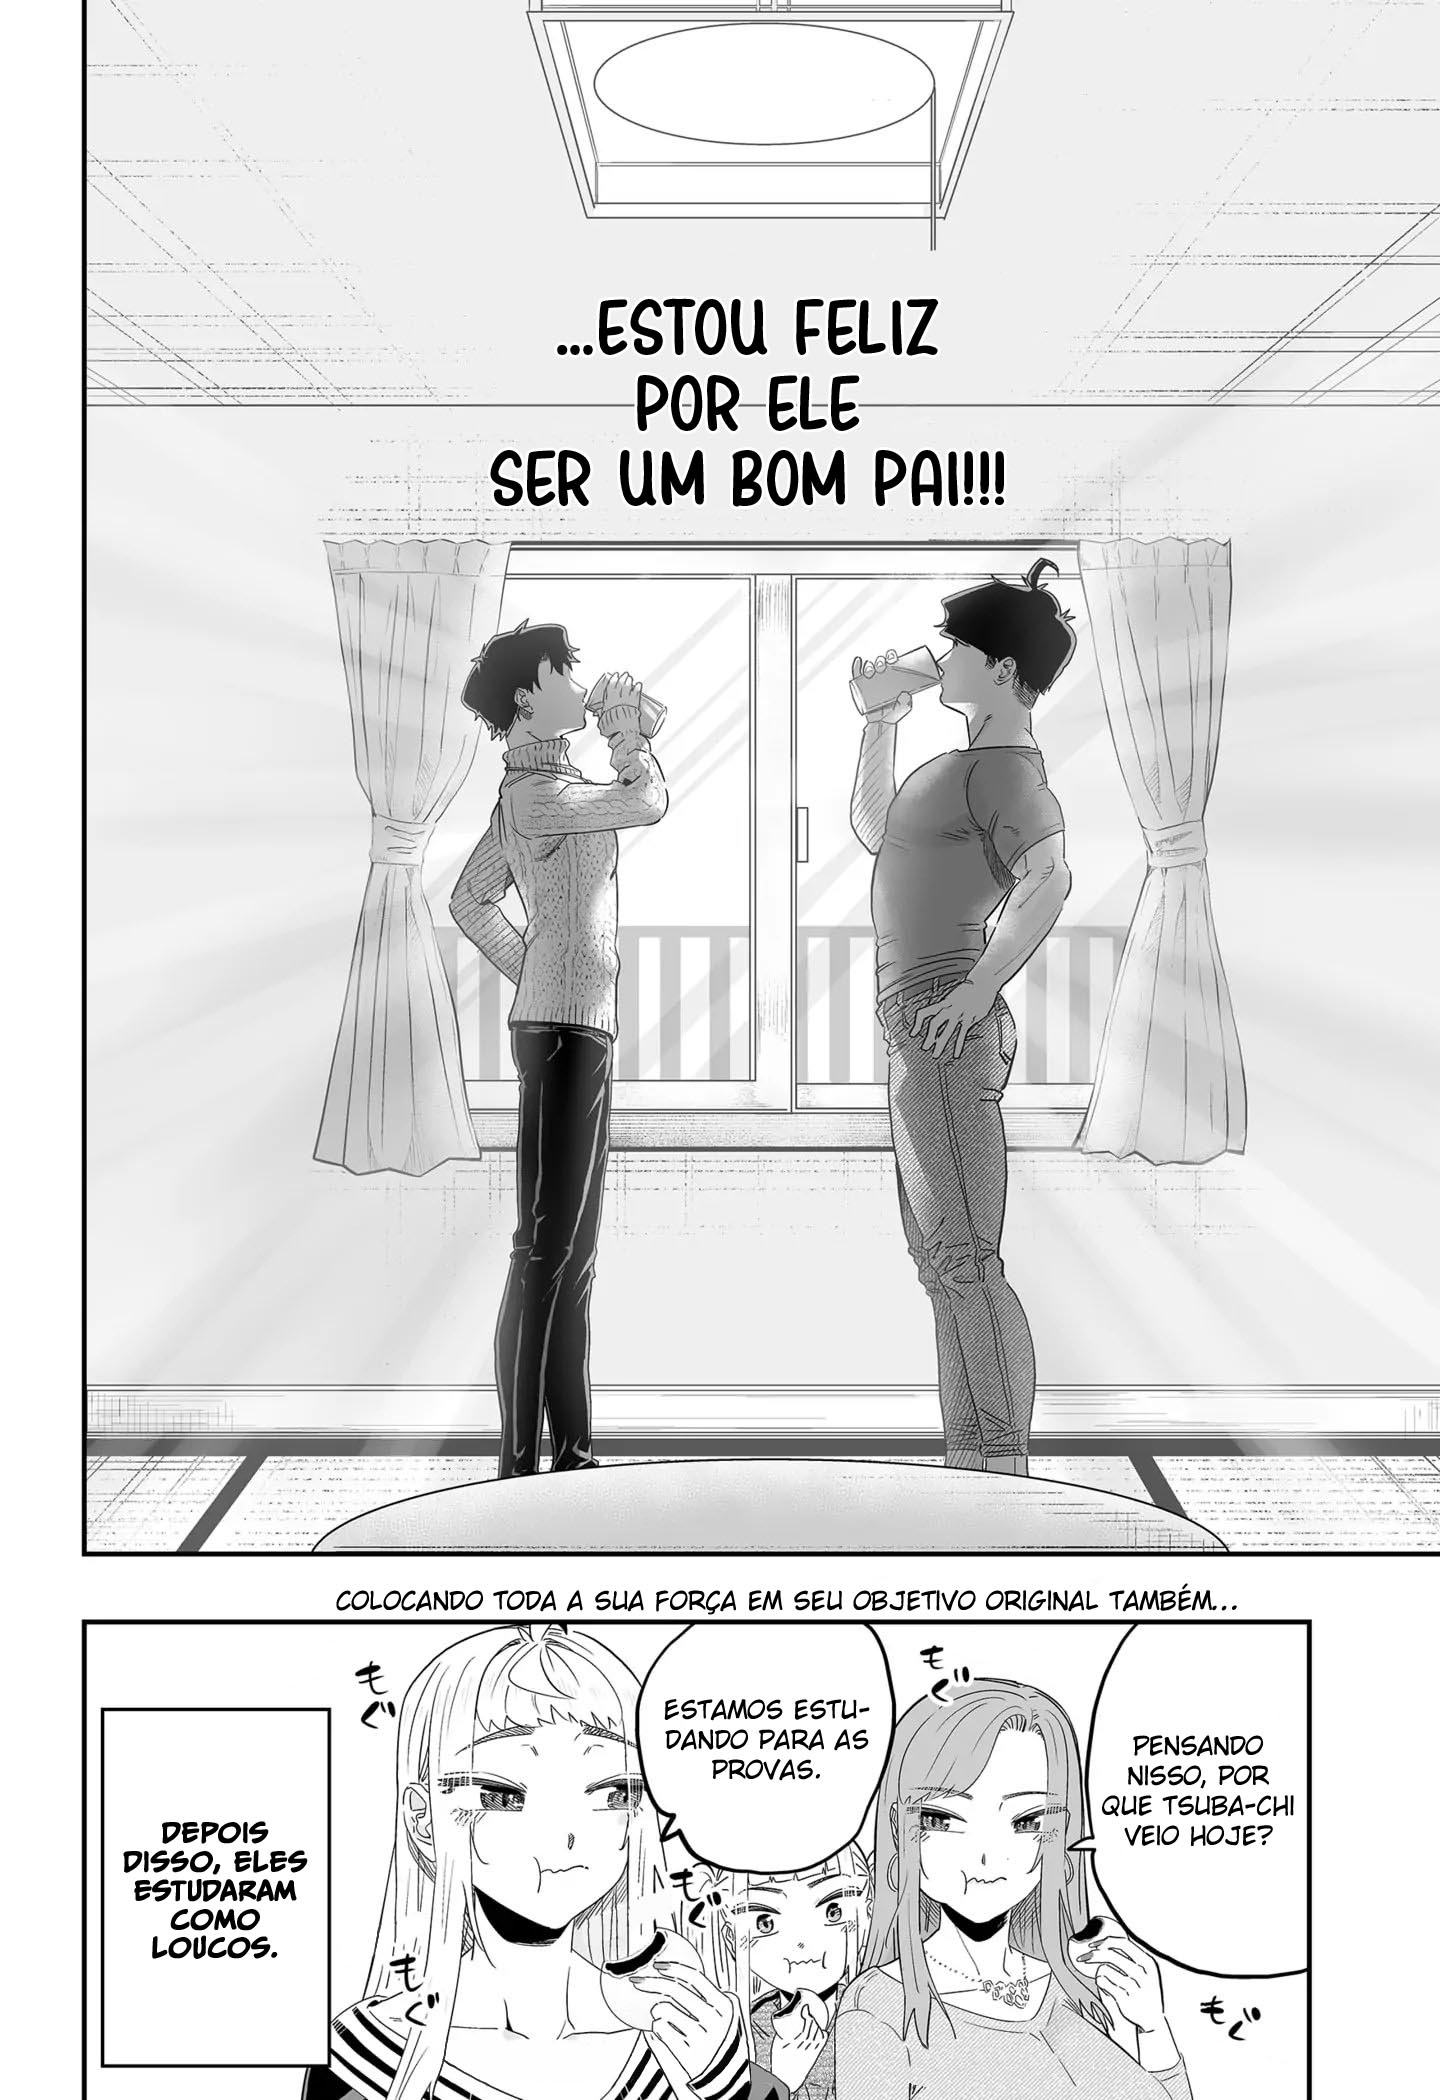 ...ESTOU FELIZ
POR ELE
SER UM BOM PAI!!!
COLOCANDO TODA A SUA FORÇA EM SEU OBJETIVO ORIGINAL TAMBÉM...
PENSANDO
NISSO, POR
QUE TSUBA-CHI
VEIO HOJE?
もぐ
ESTAMOS ESTU-
DANDO PARA AS
PROVAS.
もぐ
もぐ
もぐ
DEPOIS
DISSO, ELES
ESTUDARAM
COMO
LOUCOS.